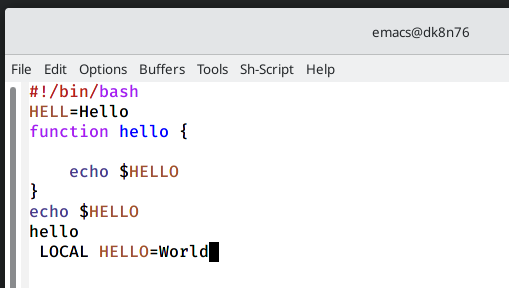 emacs@dk8n76
File Edit Options Buffers Tools Sh-Script Help
#!/bin/bash
HELL=Hello
function hello {
    echo $HELLO
}
echo $HELLO
hello
 LOCAL HELLO=World